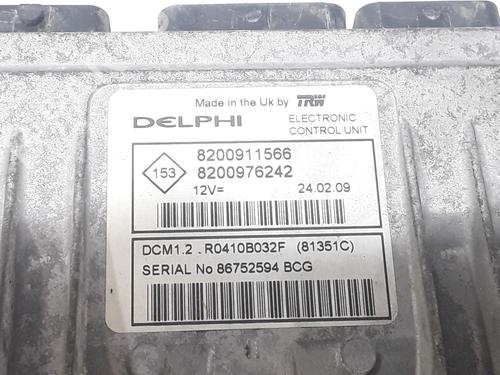 Made in the Uk by TRW
DELPHI ELECTRONIC
CONTROL UNIT
153
8200911566
8200976242
12V= 24.02.09
DCM1.2 . R0410B032F (81351C)
SERIAL No 86752594 BCG